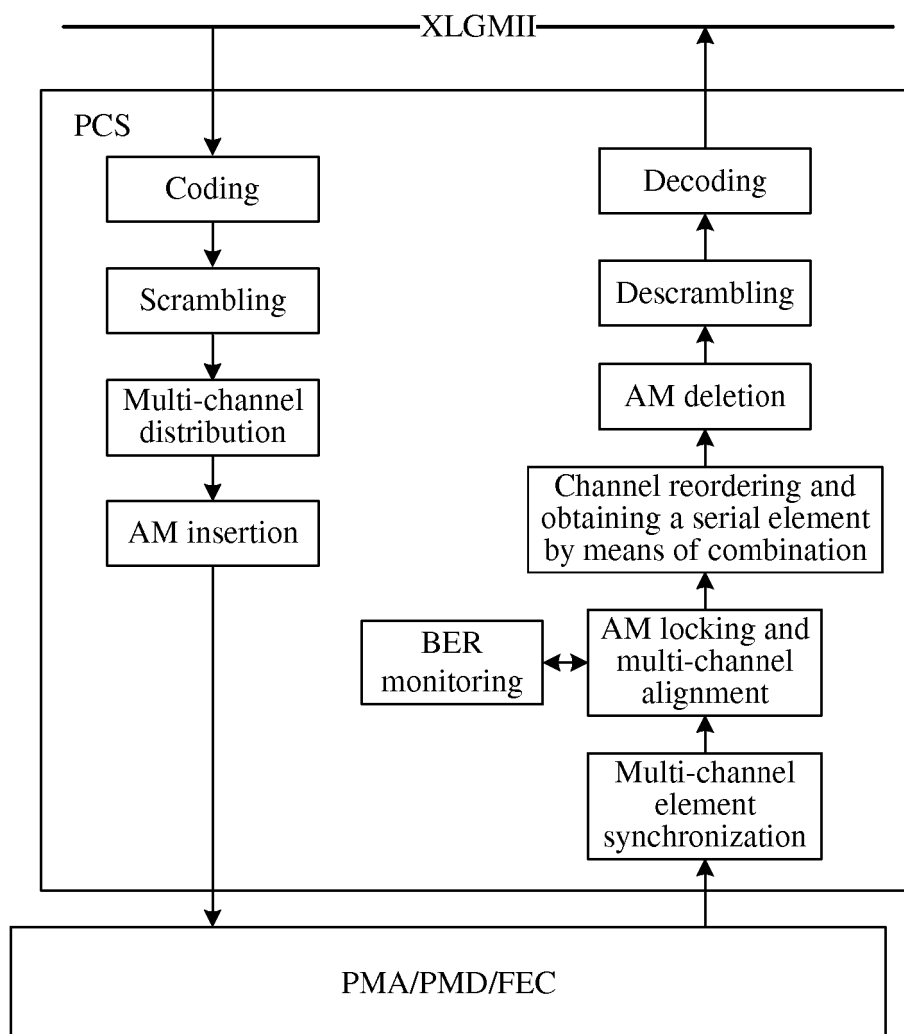 XLGMII
PCS
Coding
Scrambling
Multi-channel
distribution
AM insertion
Decoding
Descrambling
AM deletion
Channel reordering and
obtaining a serial element
by means of combination
BER
monitoring
AM locking and
multi-channel
alignment
Multi-channel
element
synchronization
PMA/PMD/FEC